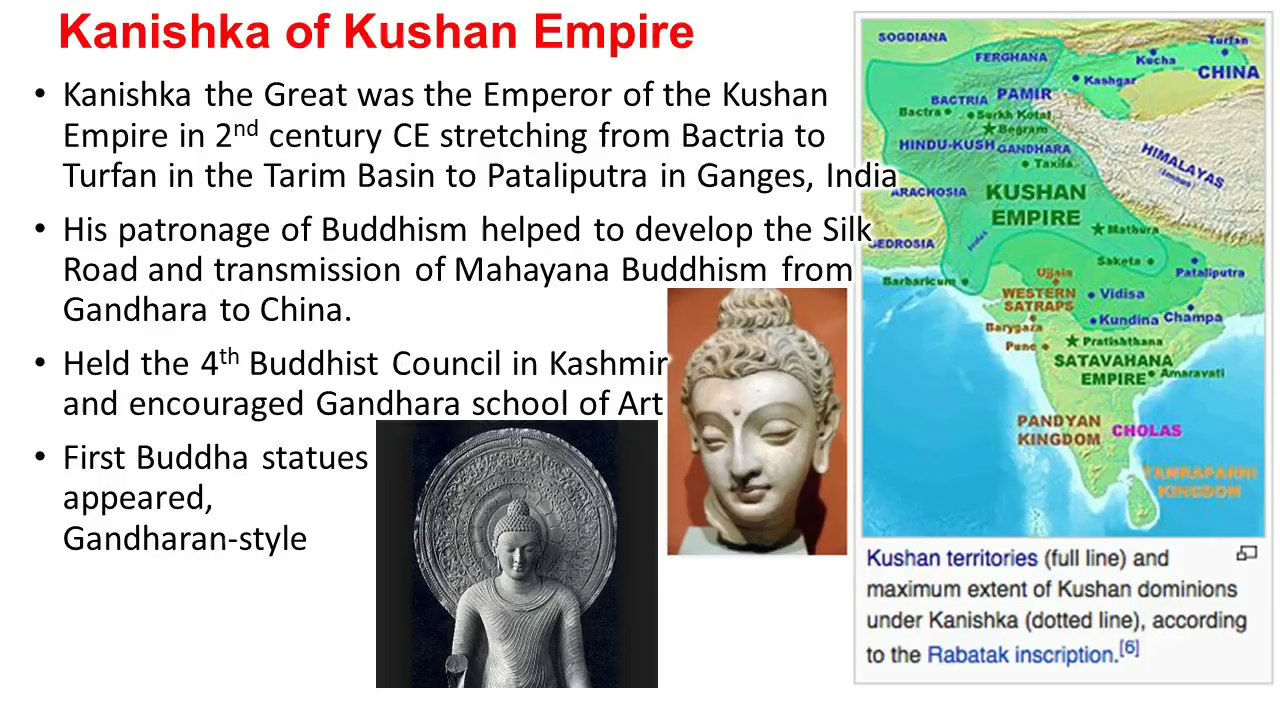 Kanishka of Kushan Empire
• Kanishka the Great was the Emperor of the Kushan
Empire in 2nd century CE stretching from Bactria to
Turfan in the Tarim Basin to Pataliputra in Ganges, India
• His patronage of Buddhism helped to develop the Silk
Road and transmission of Mahayana Buddhism from
Gandhara to China.
• Held the 4th Buddhist Council in Kashmir
and encouraged Gandhara school of Art
• First Buddha statues
appeared,
Gandharan-style
SOGDIANA
FERGHANA
Turfan
Kucha
CHINA
Kashgar
BACTRIA
PAMIR
Bactra
Surkh Kotal
Begram
HINDU-KUSH
GANDHARA
Taxila
HIMALAYAS
(Imaus)
ARACHOSIA
KUSHAN
EMPIRE
Mathura
GEDROSIA
Indus
Saketa
Pataliputra
Barbaricum
Ujjain
WESTERN
SATRAPS
Vidisa
Kundina
Champa
Barygaza
Pune
Pratishthana
SATAVAHANA
EMPIRE
Amaravati
PANDYAN
KINGDOM
CHOLAS
TAMRAPARNI
KINGDOM
Kushan territories (full line) and
maximum extent of Kushan dominions
under Kanishka (dotted line), according
to the Rabatak inscription.[6]